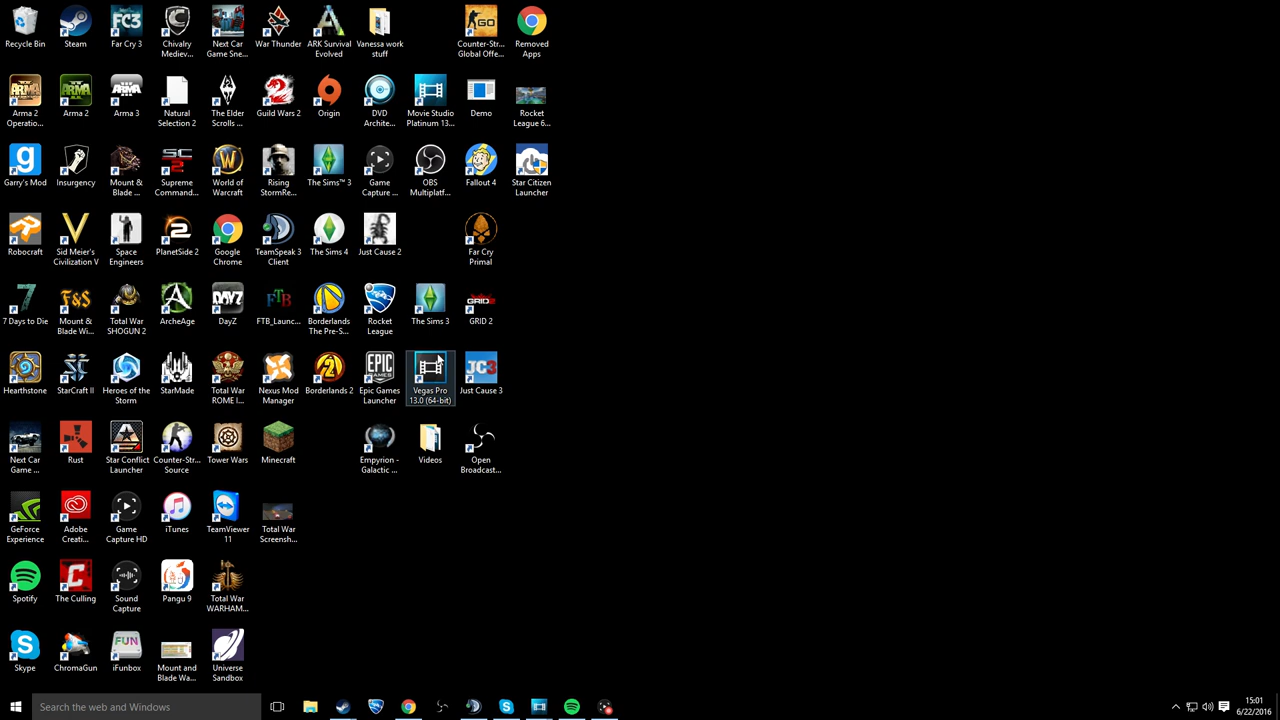 Recycle Bin
Steam
Far Cry 3
Chivalry
Mediev...
Next Car
Game Sne...
War Thunder
ARK Survival
Evolved
Vanessa work
stuff
Counter-Str...
Global Offe...
Removed
Apps
Arma 2
Operatio...
Arma 2
Arma 3
Natural
Selection 2
The Elder
Scrolls ...
Guild Wars 2
Origin
DVD
Archite...
Movie Studio
Platinum 13...
Demo
Rocket
League 6...
Garry's Mod
Insurgency
Mount &
Blade ...
Supreme
Command...
World of
Warcraft
Rising
StormRe...
The Sims™ 3
Game
Capture ...
OBS
Multiplatf...
Fallout 4
Star Citizen
Launcher
Robocraft
Sid Meier's
Civilization V
Space
Engineers
PlanetSide 2
Google
Chrome
TeamSpeak 3
Client
The Sims 4
Just Cause 2
Far Cry
Primal
7 Days to Die
Mount &
Blade Wi...
Total War
SHOGUN 2
ArcheAge
DayZ
FTB_Launc...
Borderlands
The Pre-S...
Rocket
League
The Sims 3
GRID 2
Hearthstone
StarCraft II
Heroes of the
Storm
StarMade
Total War
ROME I...
Nexus Mod
Manager
Borderlands 2
Epic Games
Launcher
Vegas Pro
13.0 (64-bit)
Just Cause 3
Next Car
Game ...
Rust
Star Conflict
Launcher
Counter-Str...
Source
Tower Wars
Minecraft
Empyrion -
Galactic ...
Videos
Open
Broadcast...
GeForce
Experience
Adobe
Creati...
Game
Capture HD
iTunes
TeamViewer
11
Total War
Screensh...
Spotify
The Culling
Sound
Capture
Pangu 9
Total War
WARHAM...
Skype
ChromaGun
iFunbox
Mount and
Blade Wa...
Universe
Sandbox
Search the web and Windows
15:01
6/22/2016